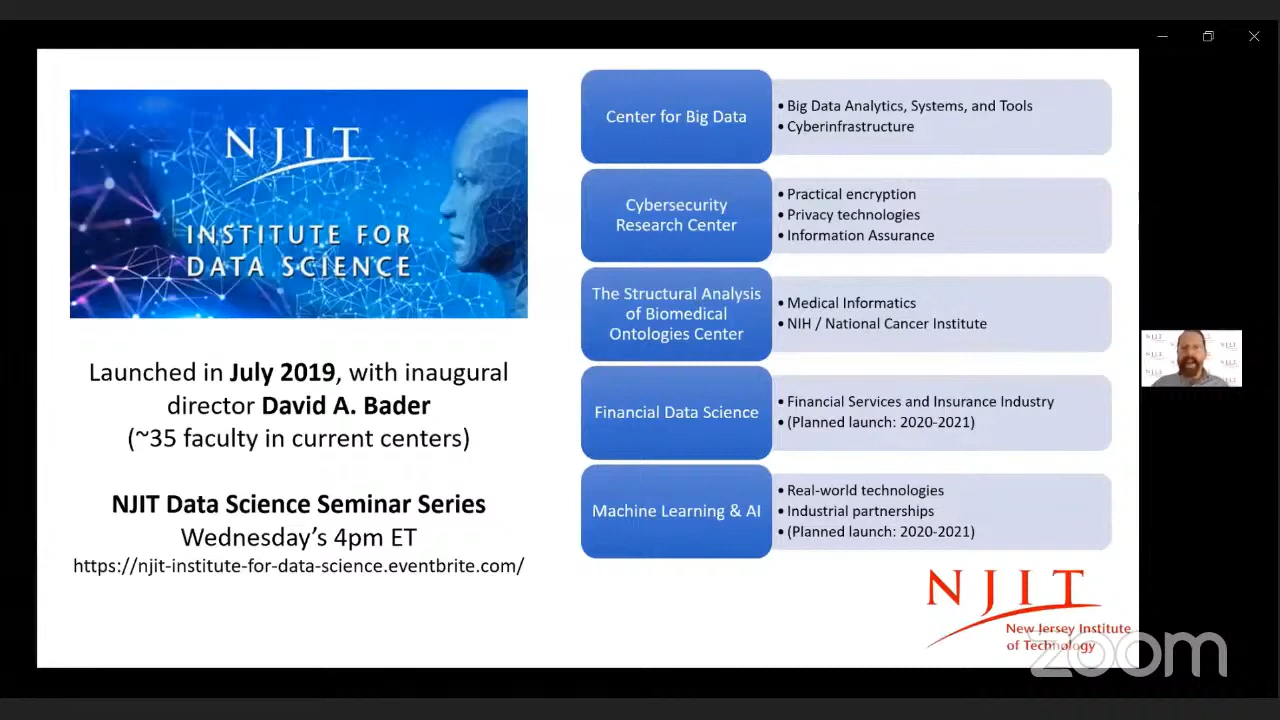 NJIT
INSTITUTE FOR
DATA SCIENCE
Launched in July 2019, with inaugural
director David A. Bader
(~35 faculty in current centers)
NJIT Data Science Seminar Series
Wednesday's 4pm ET
https://njit-institute-for-data-science.eventbrite.com/
Center for Big Data
• Big Data Analytics, Systems, and Tools
• Cyberinfrastructure
Cybersecurity
Research Center
• Practical encryption
• Privacy technologies
• Information Assurance
The Structural Analysis
of Biomedical
Ontologies Center
• Medical Informatics
• NIH / National Cancer Institute
Financial Data Science
• Financial Services and Insurance Industry
• (Planned launch: 2020-2021)
Machine Learning & AI
• Real-world technologies
• Industrial partnerships
• (Planned launch: 2020-2021)
NJIT
New Jersey Institute
of Technology
zoom